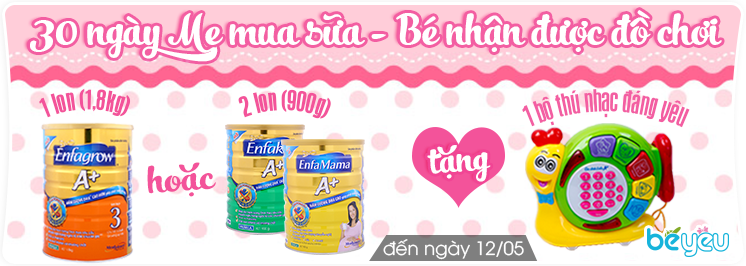 30 ngày Mẹ mua sữa - Bé nhận được đồ chơi
1 lon (1,8kg)
2 lon (900g)
1 bộ thú nhạc đáng yêu
Enfagrow
A+
3
hoặc
Enfak
A+
EnfaMama
A+
tặng
đến ngày 12/05
beyeu